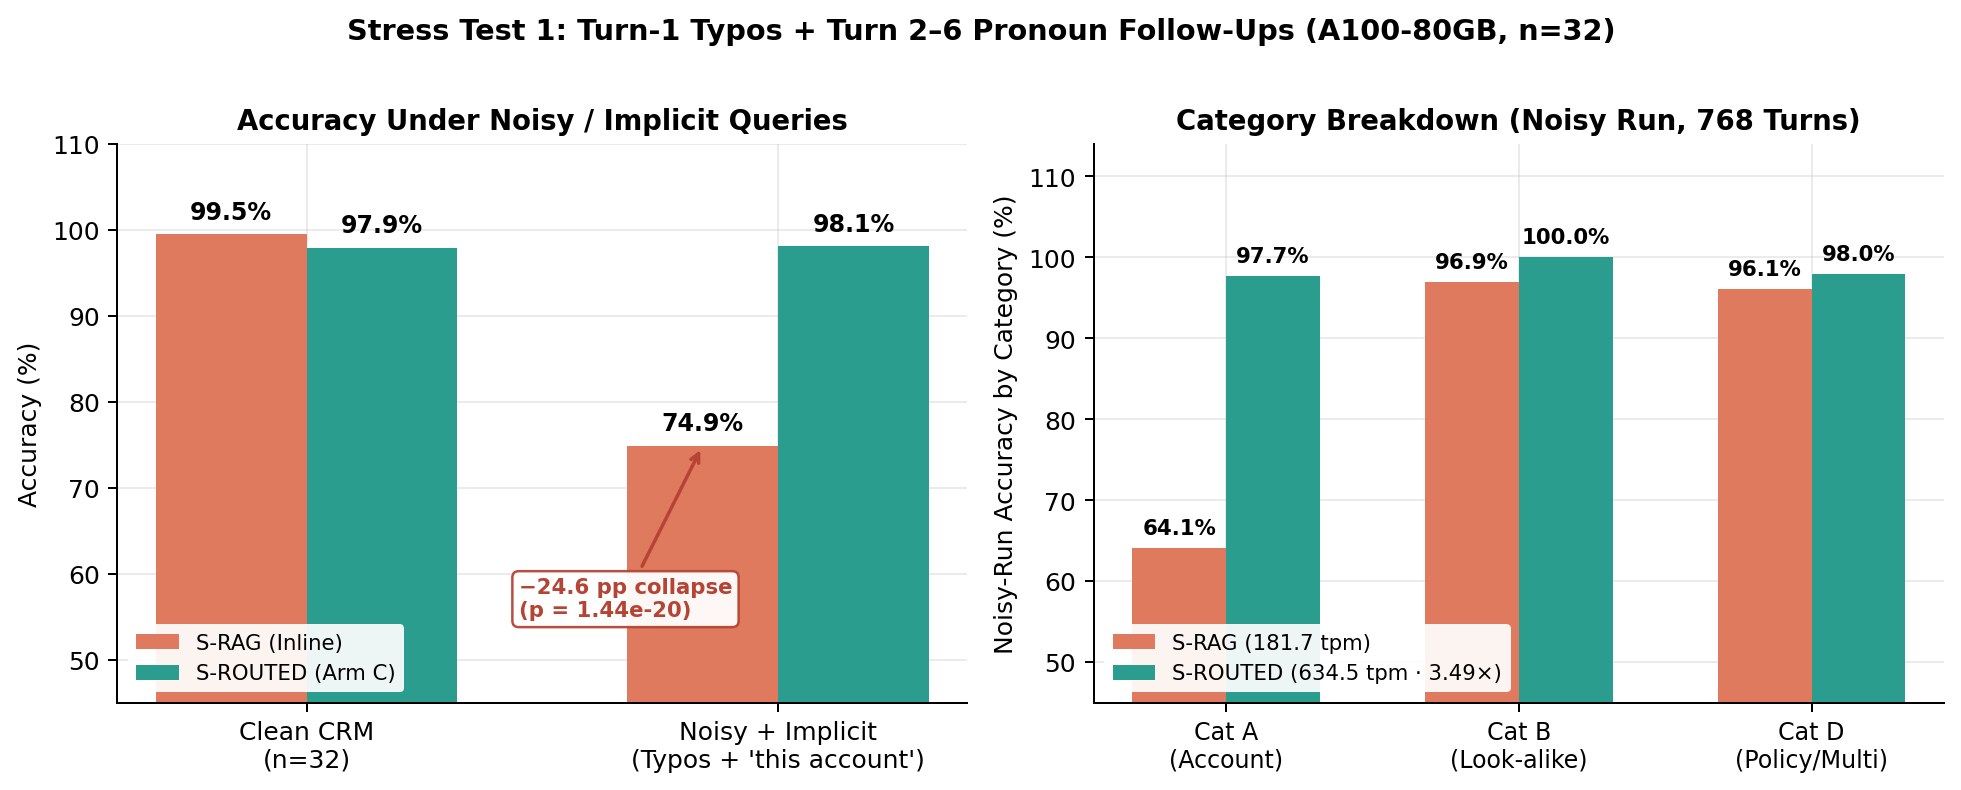 Stress Test 1: Turn-1 Typos + Turn 2–6 Pronoun Follow-Ups (A100-80GB, n=32)
Accuracy Under Noisy / Implicit Queries
Accuracy (%)
110
100
90
80
70
60
50
99.5%
97.9%
74.9%
98.1%
−24.6 pp collapse
(p = 1.44e-20)
S-RAG (Inline)
S-ROUTED (Arm C)
Clean CRM
(n=32)
Noisy + Implicit
(Typos + 'this account')
Category Breakdown (Noisy Run, 768 Turns)
Noisy-Run Accuracy by Category (%)
110
100
90
80
70
60
50
64.1%
97.7%
96.9%
100.0%
96.1%
98.0%
S-RAG (181.7 tpm)
S-ROUTED (634.5 tpm · 3.49×)
Cat A
(Account)
Cat B
(Look-alike)
Cat D
(Policy/Multi)